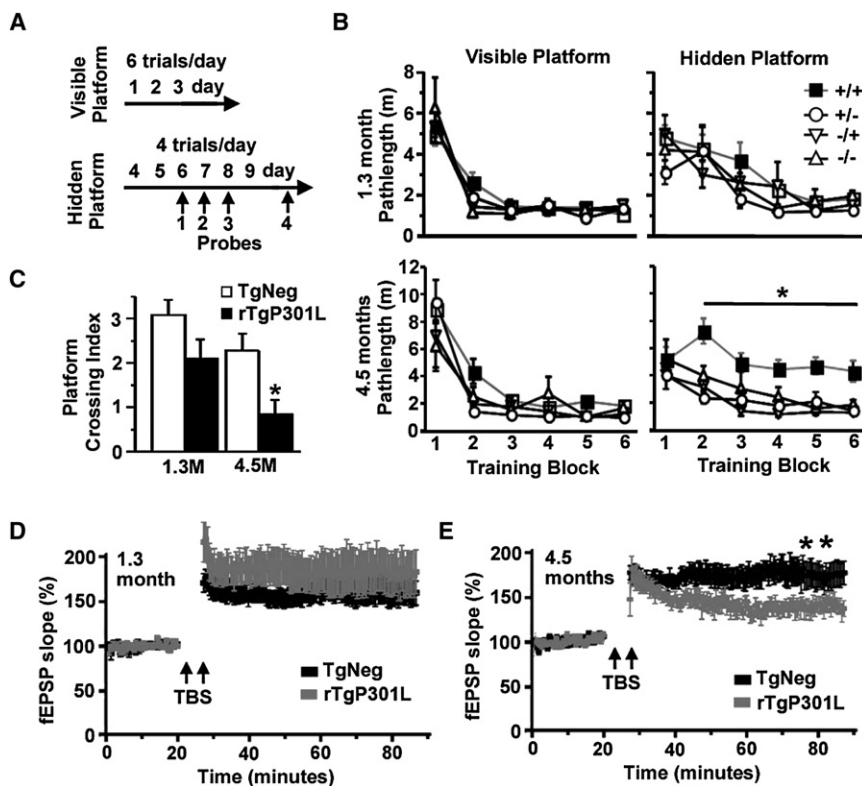 A
6 trials/day
Visible Platform
1 2 3 day
4 trials/day
Hidden Platform
4 5 6 7 8 9 day
1 2 3 4
Probes
B
Visible Platform
Hidden Platform
1.3 month
Pathlength (m)
8
6
4
2
0
+/+
+/-
-/+
-/-
4.5 months
Pathlength (m)
12
10
8
6
4
2
0
*
1 2 3 4 5 6
1 2 3 4 5 6
Training Block
Training Block
C
TgNeg
rTgP301L
Platform
Crossing Index
3
2
1
0
*
1.3M 4.5M
D
1.3
month
fEPSP slope (%)
200
150
100
50
0
TBS
TgNeg
rTgP301L
0 20 40 60 80
Time (minutes)
E
4.5
months
* *
fEPSP slope (%)
200
150
100
50
0
TBS
TgNeg
rTgP301L
0 20 40 60 80
Time (minutes)